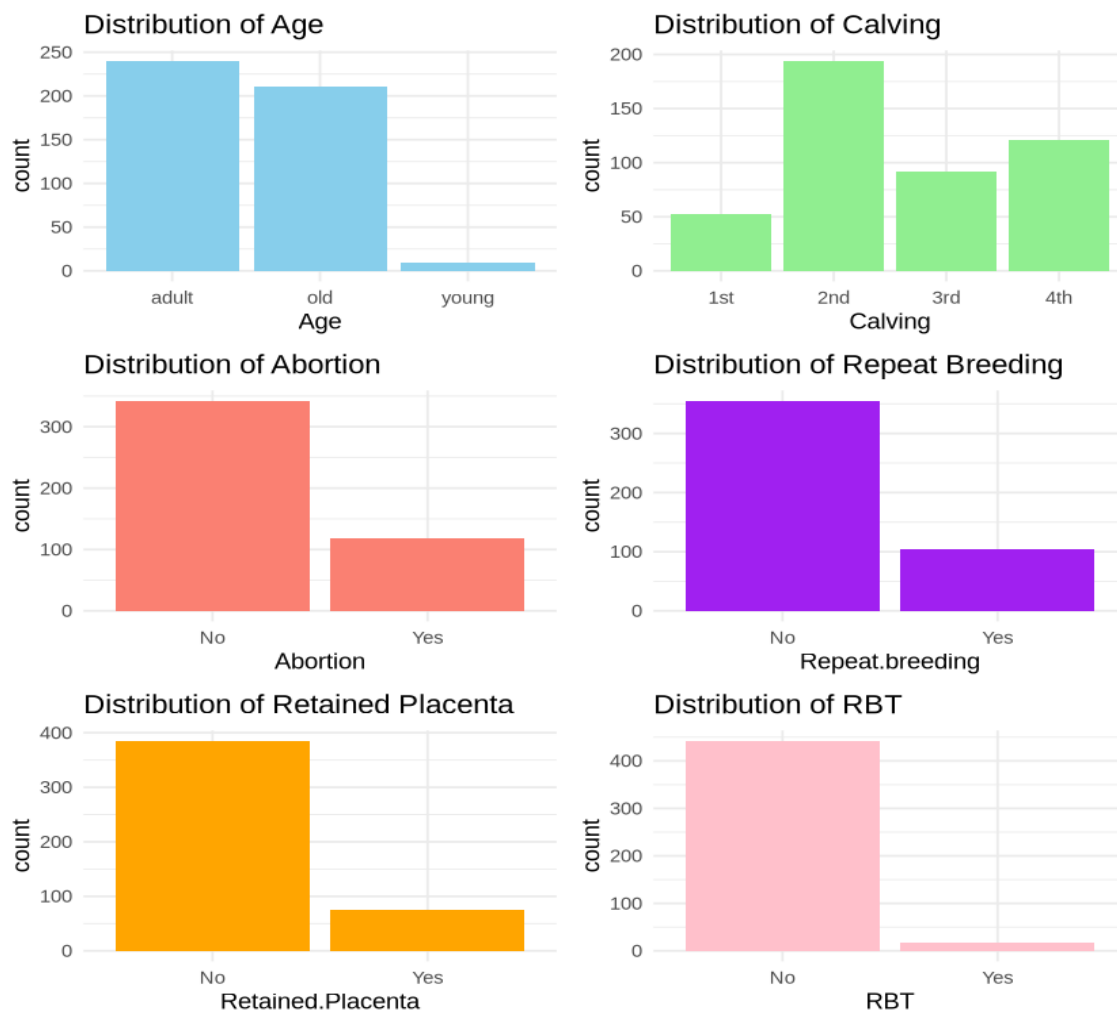 Distribution of Age
250
200
150
100
50
0
count
adult old young
Age
Distribution of Calving
200
150
100
50
0
count
1st 2nd 3rd 4th
Calving
Distribution of Abortion
300
200
100
0
count
No Yes
Abortion
Distribution of Repeat Breeding
300
200
100
0
count
No Yes
Repeat.breeding
Distribution of Retained Placenta
400
300
200
100
0
count
No Yes
Retained.Placenta
Distribution of RBT
400
300
200
100
0
count
No Yes
RBT